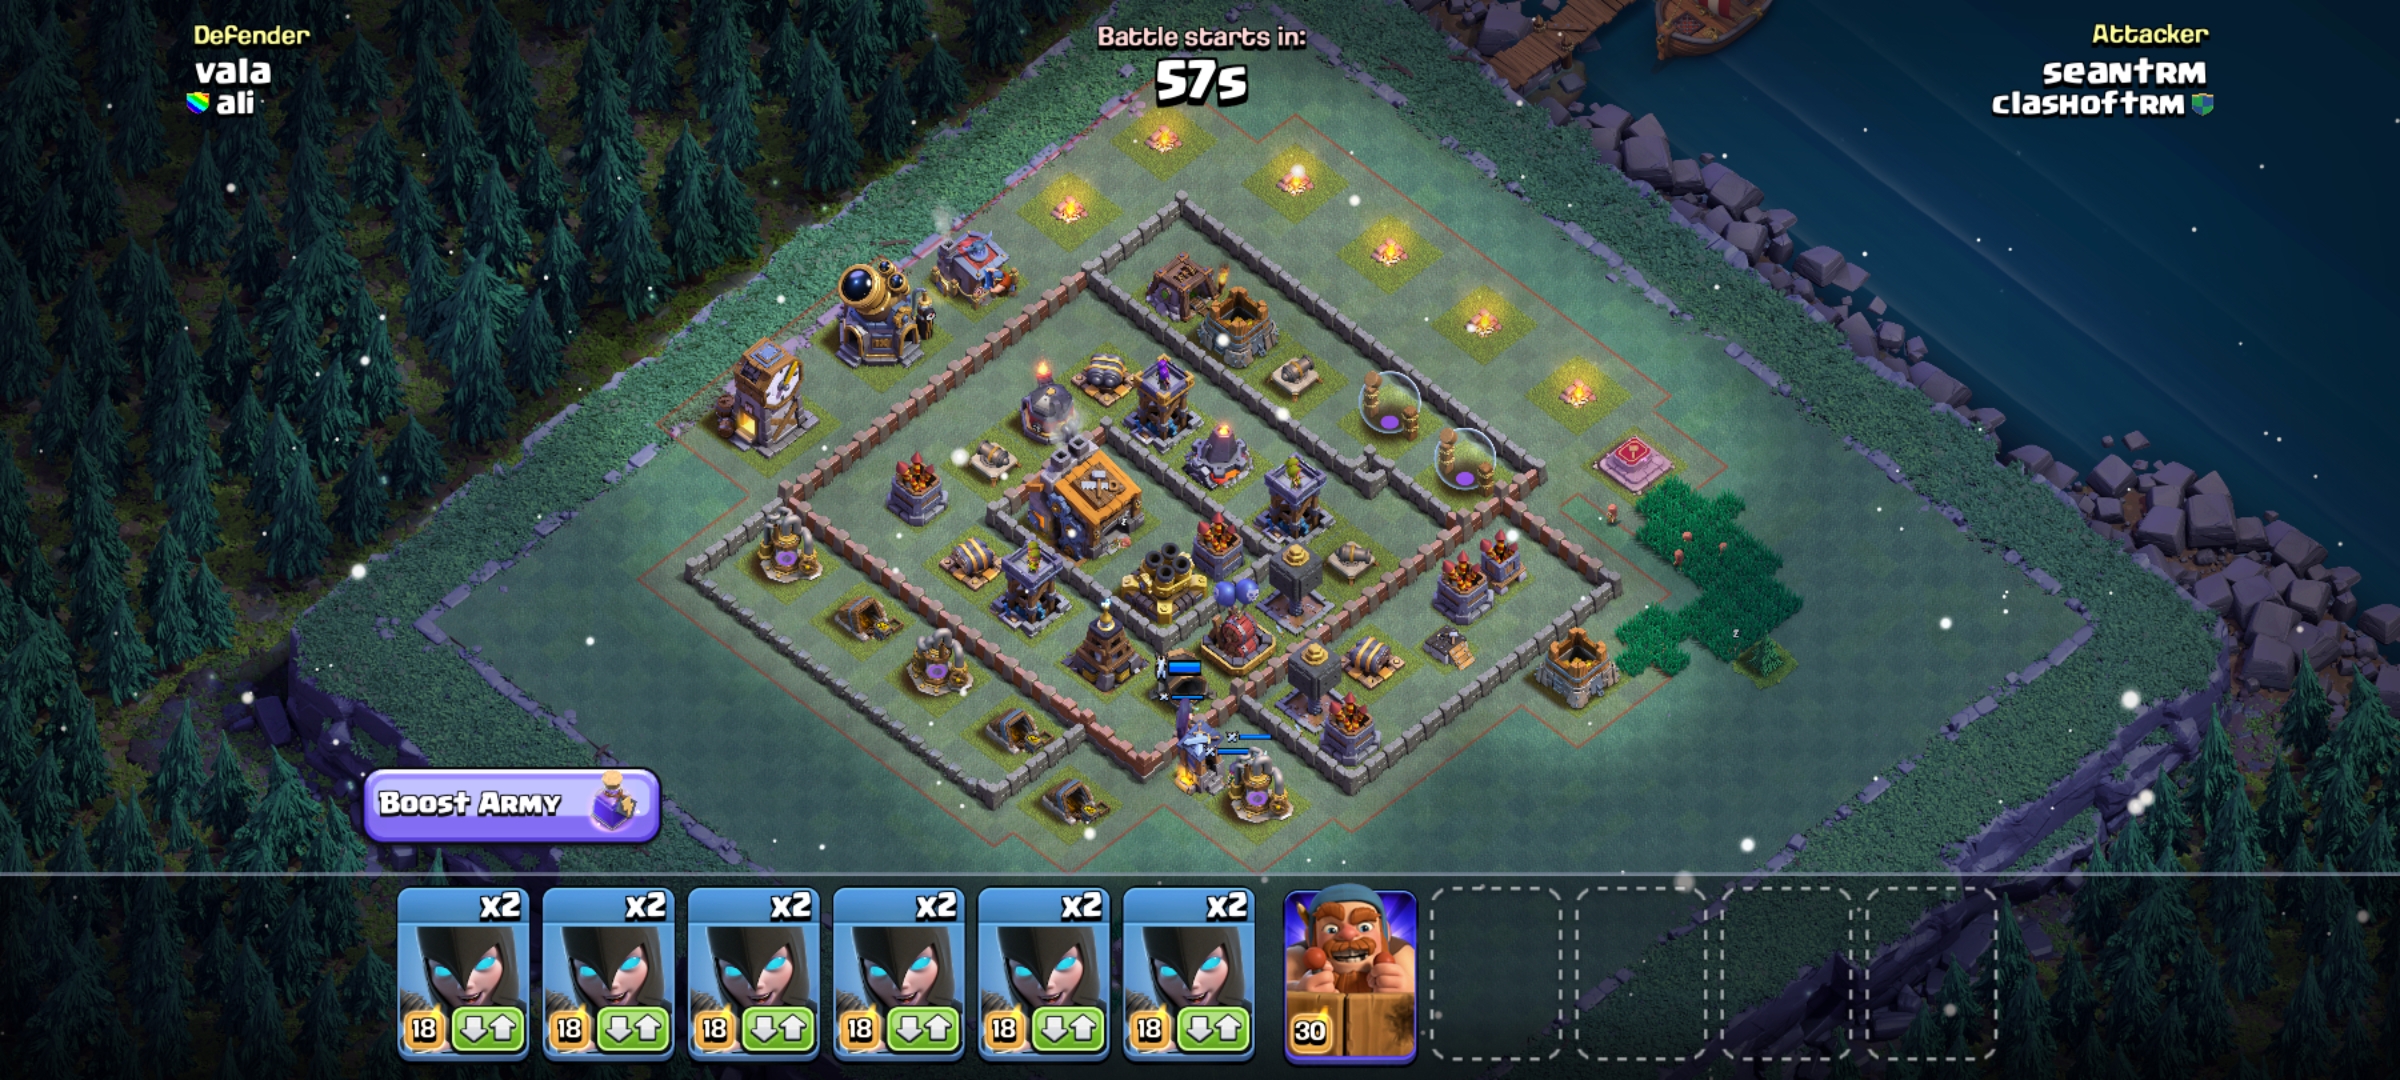 Defender
vala
ali
Battle starts in:
57s
Attacker
seantRM
clashoftRM
Boost Army
x2
x2
x2
x2
x2
x2
18
18
18
18
18
18
30